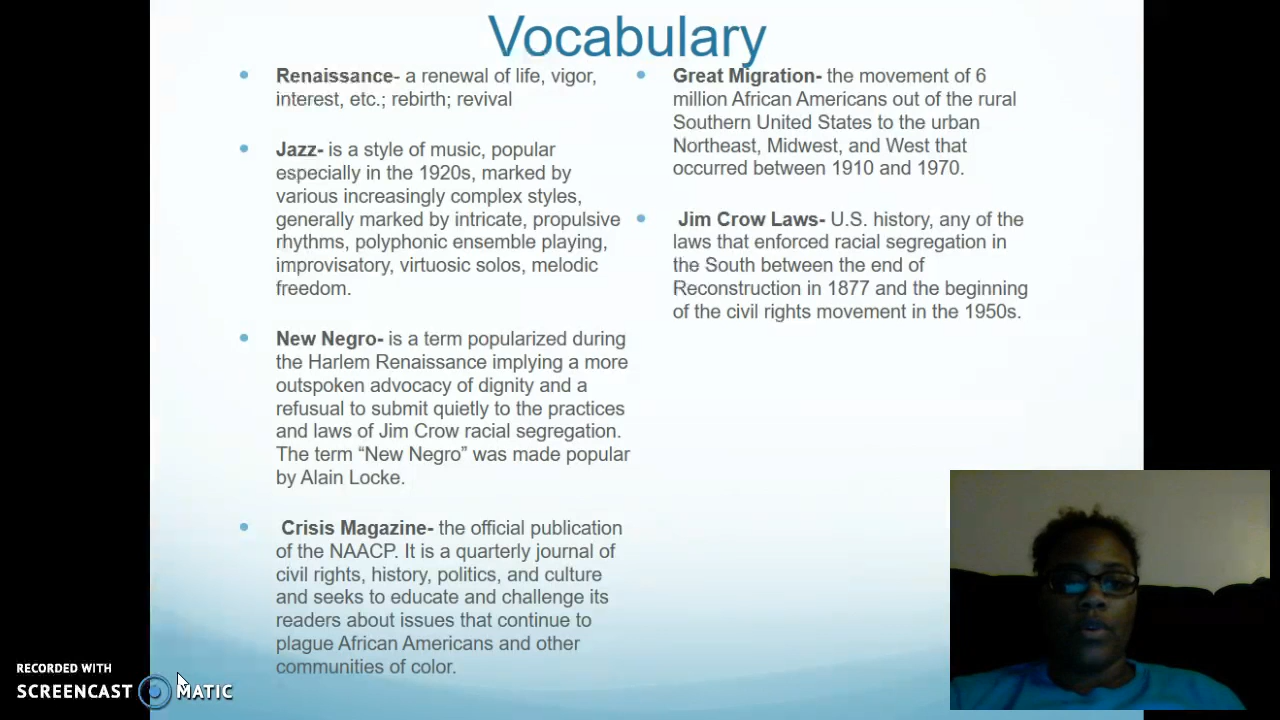 Vocabulary
Renaissance- a renewal of life, vigor,
interest, etc.; rebirth; revival
Jazz- is a style of music, popular
especially in the 1920s, marked by
various increasingly complex styles,
generally marked by intricate, propulsive
rhythms, polyphonic ensemble playing,
improvisatory, virtuosic solos, melodic
freedom.
New Negro- is a term popularized during
the Harlem Renaissance implying a more
outspoken advocacy of dignity and a
refusual to submit quietly to the practices
and laws of Jim Crow racial segregation.
The term “New Negro” was made popular
by Alain Locke.
Crisis Magazine- the official publication
of the NAACP. It is a quarterly journal of
civil rights, history, politics, and culture
and seeks to educate and challenge its
readers about issues that continue to
plague African Americans and other
communities of color.
Great Migration- the movement of 6
million African Americans out of the rural
Southern United States to the urban
Northeast, Midwest, and West that
occurred between 1910 and 1970.
Jim Crow Laws- U.S. history, any of the
laws that enforced racial segregation in
the South between the end of
Reconstruction in 1877 and the beginning
of the civil rights movement in the 1950s.
RECORDED WITH
SCREENCAST MATIC